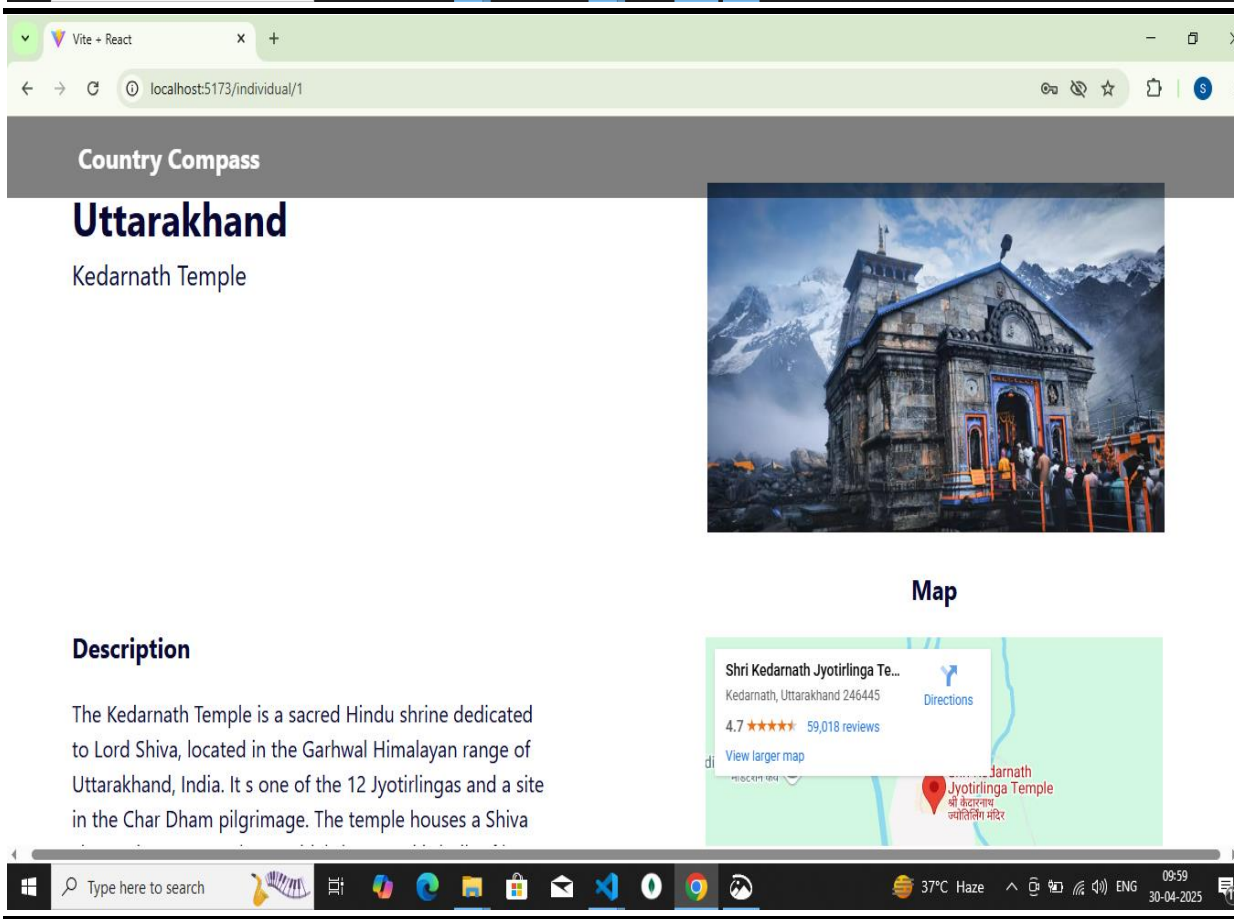 Vite + React
localhost:5173/individual/1
S
Country Compass
Uttarakhand
Kedarnath Temple
Map
Description
The Kedarnath Temple is a sacred Hindu shrine dedicated
to Lord Shiva, located in the Garhwal Himalayan range of
Uttarakhand, India. It s one of the 12 Jyotirlingas and a site
in the Char Dham pilgrimage. The temple houses a Shiva
Shri Kedarnath Jyotirlinga Te...
Kedarnath, Uttarakhand 246445
Directions
4.7 59,018 reviews
View larger map
Jyotirlinga Temple
श्री केदारनाथ
ज्योतिर्लिंग मंदिर
Type here to search
37°C Haze
ENG
09:59
30-04-2025